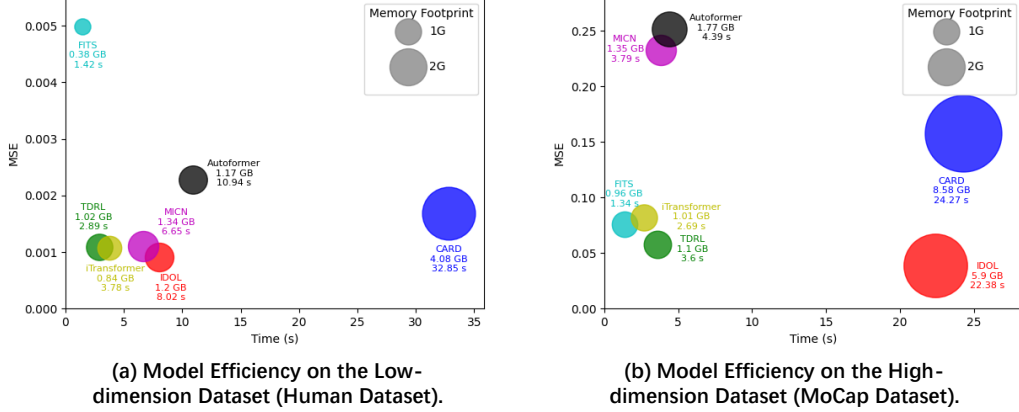 0.005
0.004
0.003
0.002
0.001
0.000
MSE
0
5
10
15
20
25
30
35
Time (s)
Memory Footprint
1G
2G
FITS
0.38 GB
1.42 s
Autoformer
1.17 GB
10.94 s
TDRL
1.02 GB
2.89 s
MICN
1.34 GB
6.65 s
iTransformer
0.84 GB
3.78 s
IDOL
1.2 GB
8.02 s
CARD
4.08 GB
32.85 s
(a) Model Efficiency on the Low-
dimension Dataset (Human Dataset).
0.25
0.20
0.15
0.10
0.05
0.00
MSE
0
5
10
15
20
25
Time (s)
Memory Footprint
1G
2G
Autoformer
1.77 GB
4.39 s
MICN
1.35 GB
3.79 s
CARD
8.58 GB
24.27 s
FITS
0.96 GB
1.34 s
iTransformer
1.01 GB
2.69 s
TDRL
1.1 GB
3.6 s
IDOL
5.9 GB
22.38 s
(b) Model Efficiency on the High-
dimension Dataset (MoCap Dataset).